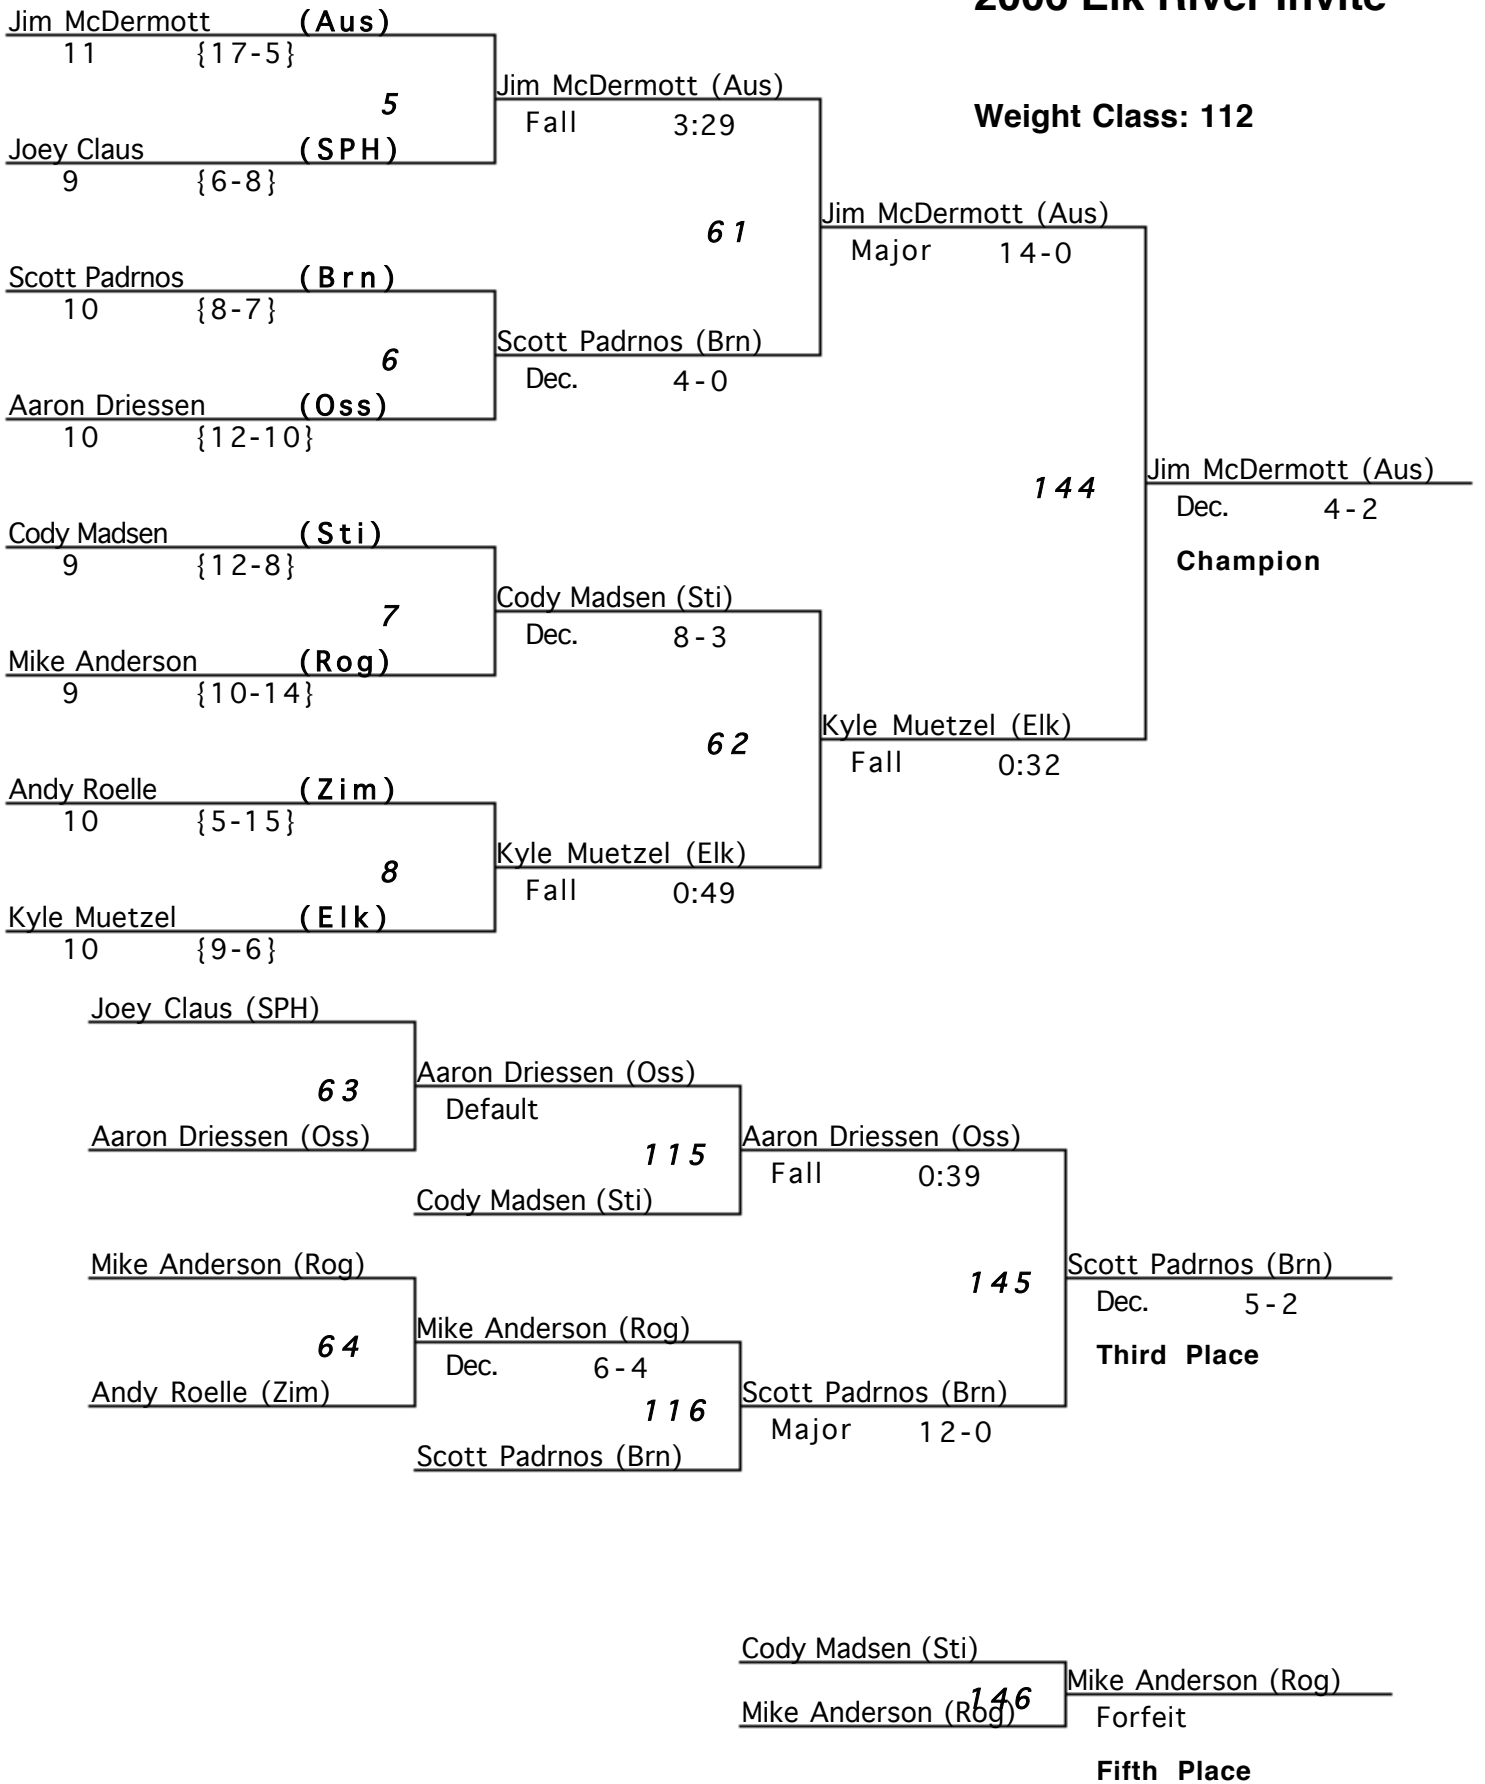 2006 Elk River Invite
Weight Class: 112
Jim McDermott (Aus)
11 {17-5}
5
Joey Claus (SPH)
9 {6-8}
Jim McDermott (Aus)
Fall 3:29
61
Scott Padrnos (Brn)
10 {8-7}
6
Aaron Driessen (Oss)
10 {12-10}
Scott Padrnos (Brn)
Dec. 4-0
Jim McDermott (Aus)
Major 14-0
144
Cody Madsen (Sti)
9 {12-8}
7
Mike Anderson (Rog)
9 {10-14}
Cody Madsen (Sti)
Dec. 8-3
62
Andy Roelle (Zim)
10 {5-15}
8
Kyle Muetzel (Elk)
10 {9-6}
Kyle Muetzel (Elk)
Fall 0:49
Kyle Muetzel (Elk)
Fall 0:32
Jim McDermott (Aus)
Dec. 4-2
Champion
Joey Claus (SPH)
63
Aaron Driessen (Oss)
Aaron Driessen (Oss)
Default
115
Cody Madsen (Sti)
Aaron Driessen (Oss)
Fall 0:39
Mike Anderson (Rog)
64
Andy Roelle (Zim)
Mike Anderson (Rog)
Dec. 6-4
116
Scott Padrnos (Brn)
Scott Padrnos (Brn)
Major 12-0
145
Scott Padrnos (Brn)
Dec. 5-2
Third Place
Cody Madsen (Sti)
146
Mike Anderson (Rog)
Mike Anderson (Rog)
Forfeit
Fifth Place